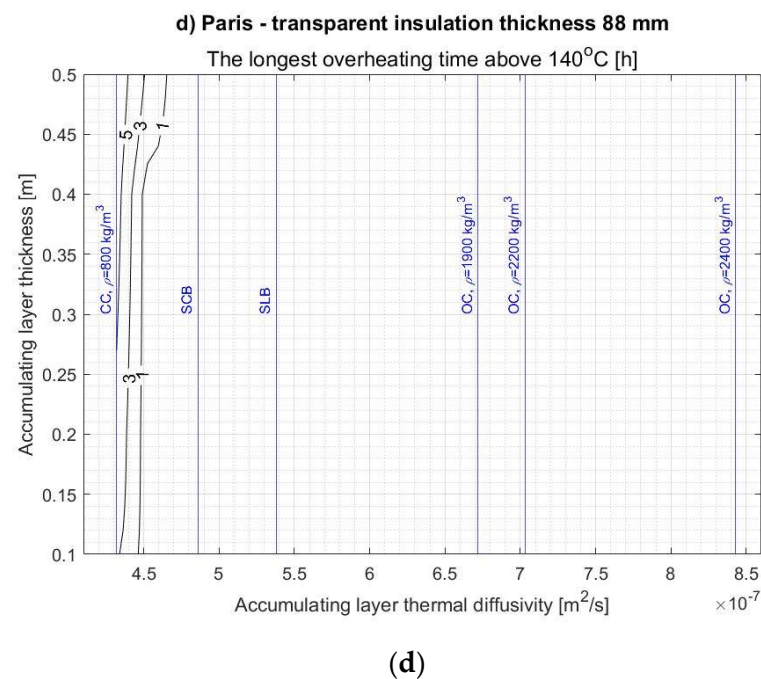 d) Paris - transparent insulation thickness 88 mm
The longest overheating time above 140°C [h]
0.5
0.45
0.4
0.35
0.3
0.25
0.2
0.15
0.1
Accumulating layer thickness [m]
5
3
1
3
1
CC, ρ=800 kg/m³
SCB
SLB
OC, ρ=1900 kg/m³
OC, ρ=2200 kg/m³
OC, ρ=2400 kg/m³
4.5 5 5.5 6 6.5 7 7.5 8 8.5
×10⁻⁷
Accumulating layer thermal diffusivity [m²/s]
(d)